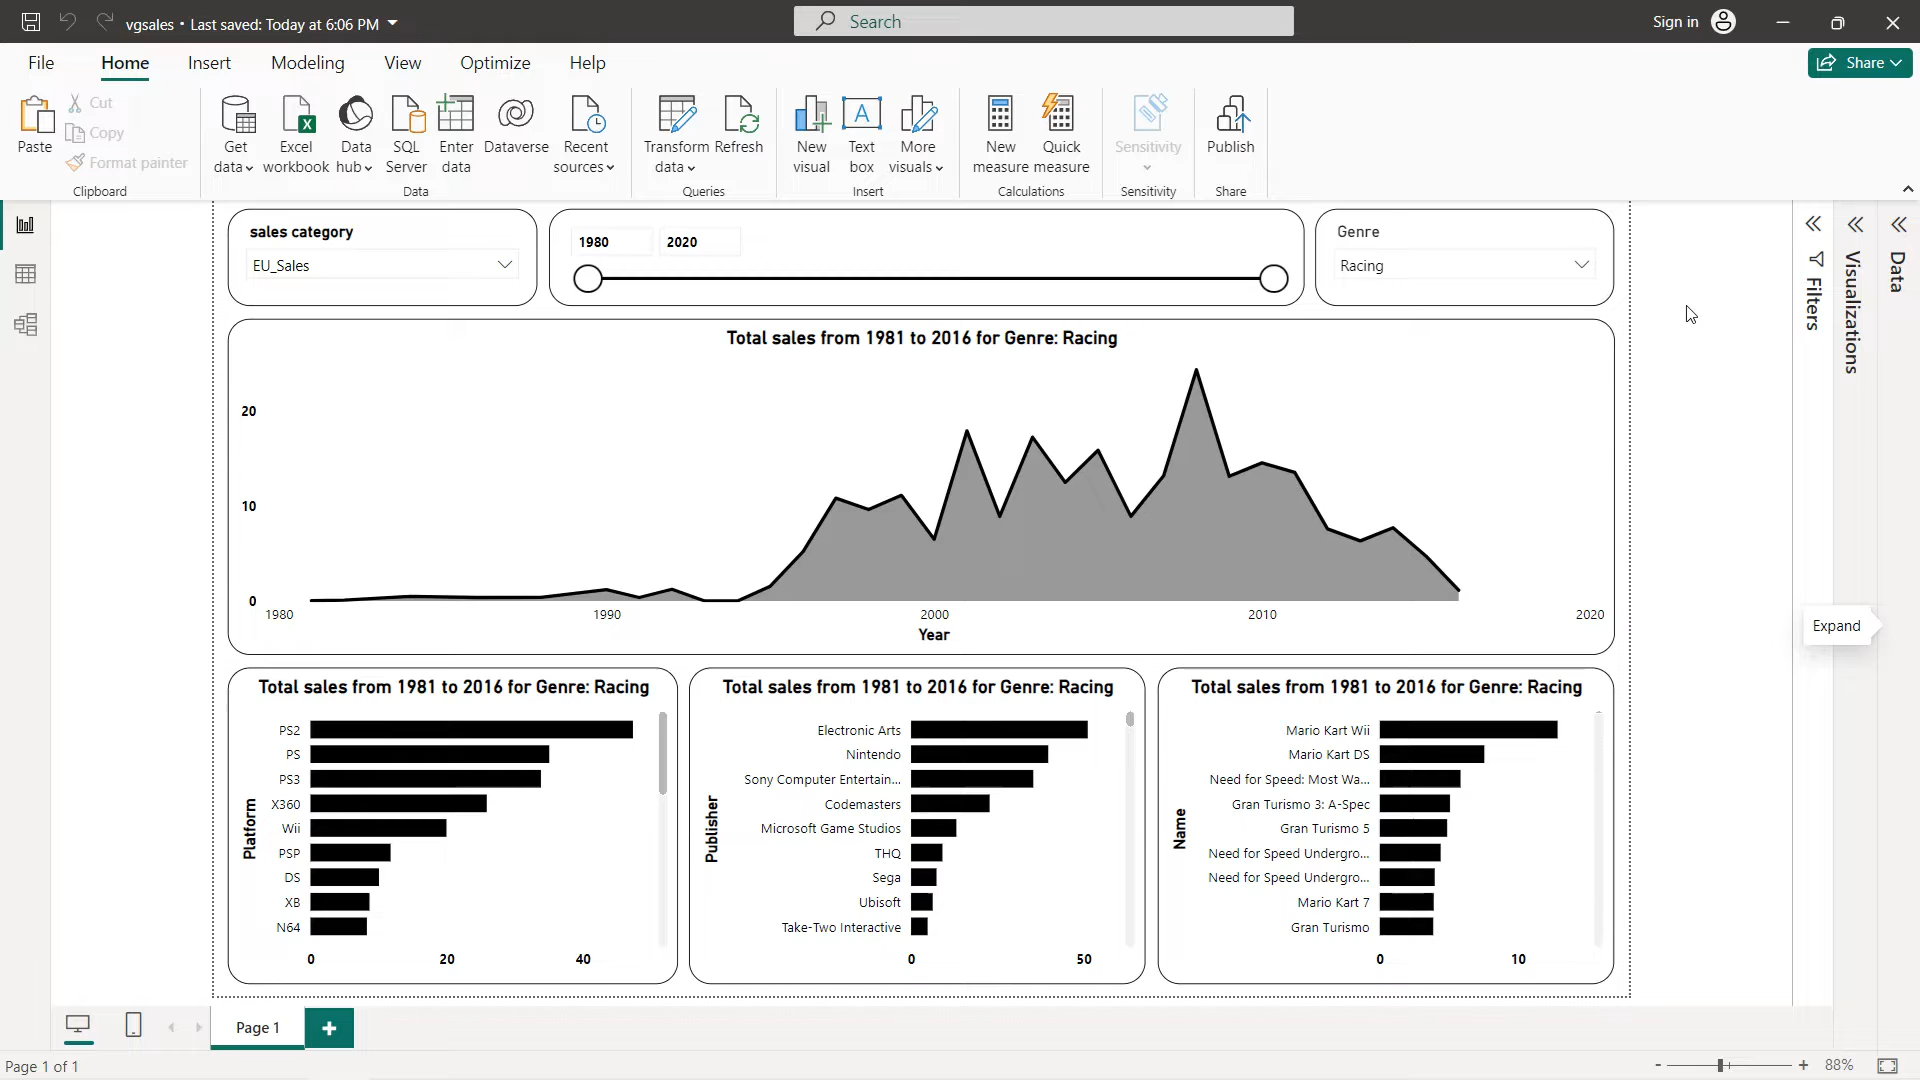 vgsales • Last saved: Today at 6:06 PM
Search
Sign in
File Home Insert Modeling View Optimize Help
Share
Paste
Cut
Copy
Format painter
Clipboard
Get data
Excel workbook
Data hub
SQL Server
Enter data
Dataverse
Recent sources
Data
Transform data
Refresh
Queries
New visual
Text box
More visuals
Insert
New measure
Quick measure
Calculations
Sensitivity
Sensitivity
Publish
Share
sales category
EU_Sales
1980 2020
Genre
Racing
Filters
Visualizations
Data
Total sales from 1981 to 2016 for Genre: Racing
20
10
0
1980 1990 2000 2010 2020
Year
Expand
Total sales from 1981 to 2016 for Genre: Racing
Platform
PS2
PS
PS3
X360
Wii
PSP
DS
XB
N64
0 20 40
Total sales from 1981 to 2016 for Genre: Racing
Publisher
Electronic Arts
Nintendo
Sony Computer Entertain...
Codemasters
Microsoft Game Studios
THQ
Sega
Ubisoft
Take-Two Interactive
0 50
Total sales from 1981 to 2016 for Genre: Racing
Name
Mario Kart Wii
Mario Kart DS
Need for Speed: Most Wa...
Gran Turismo 3: A-Spec
Gran Turismo 5
Need for Speed Undergro...
Need for Speed Undergro...
Mario Kart 7
Gran Turismo
0 10
Page 1
Page 1 of 1
- + 88%